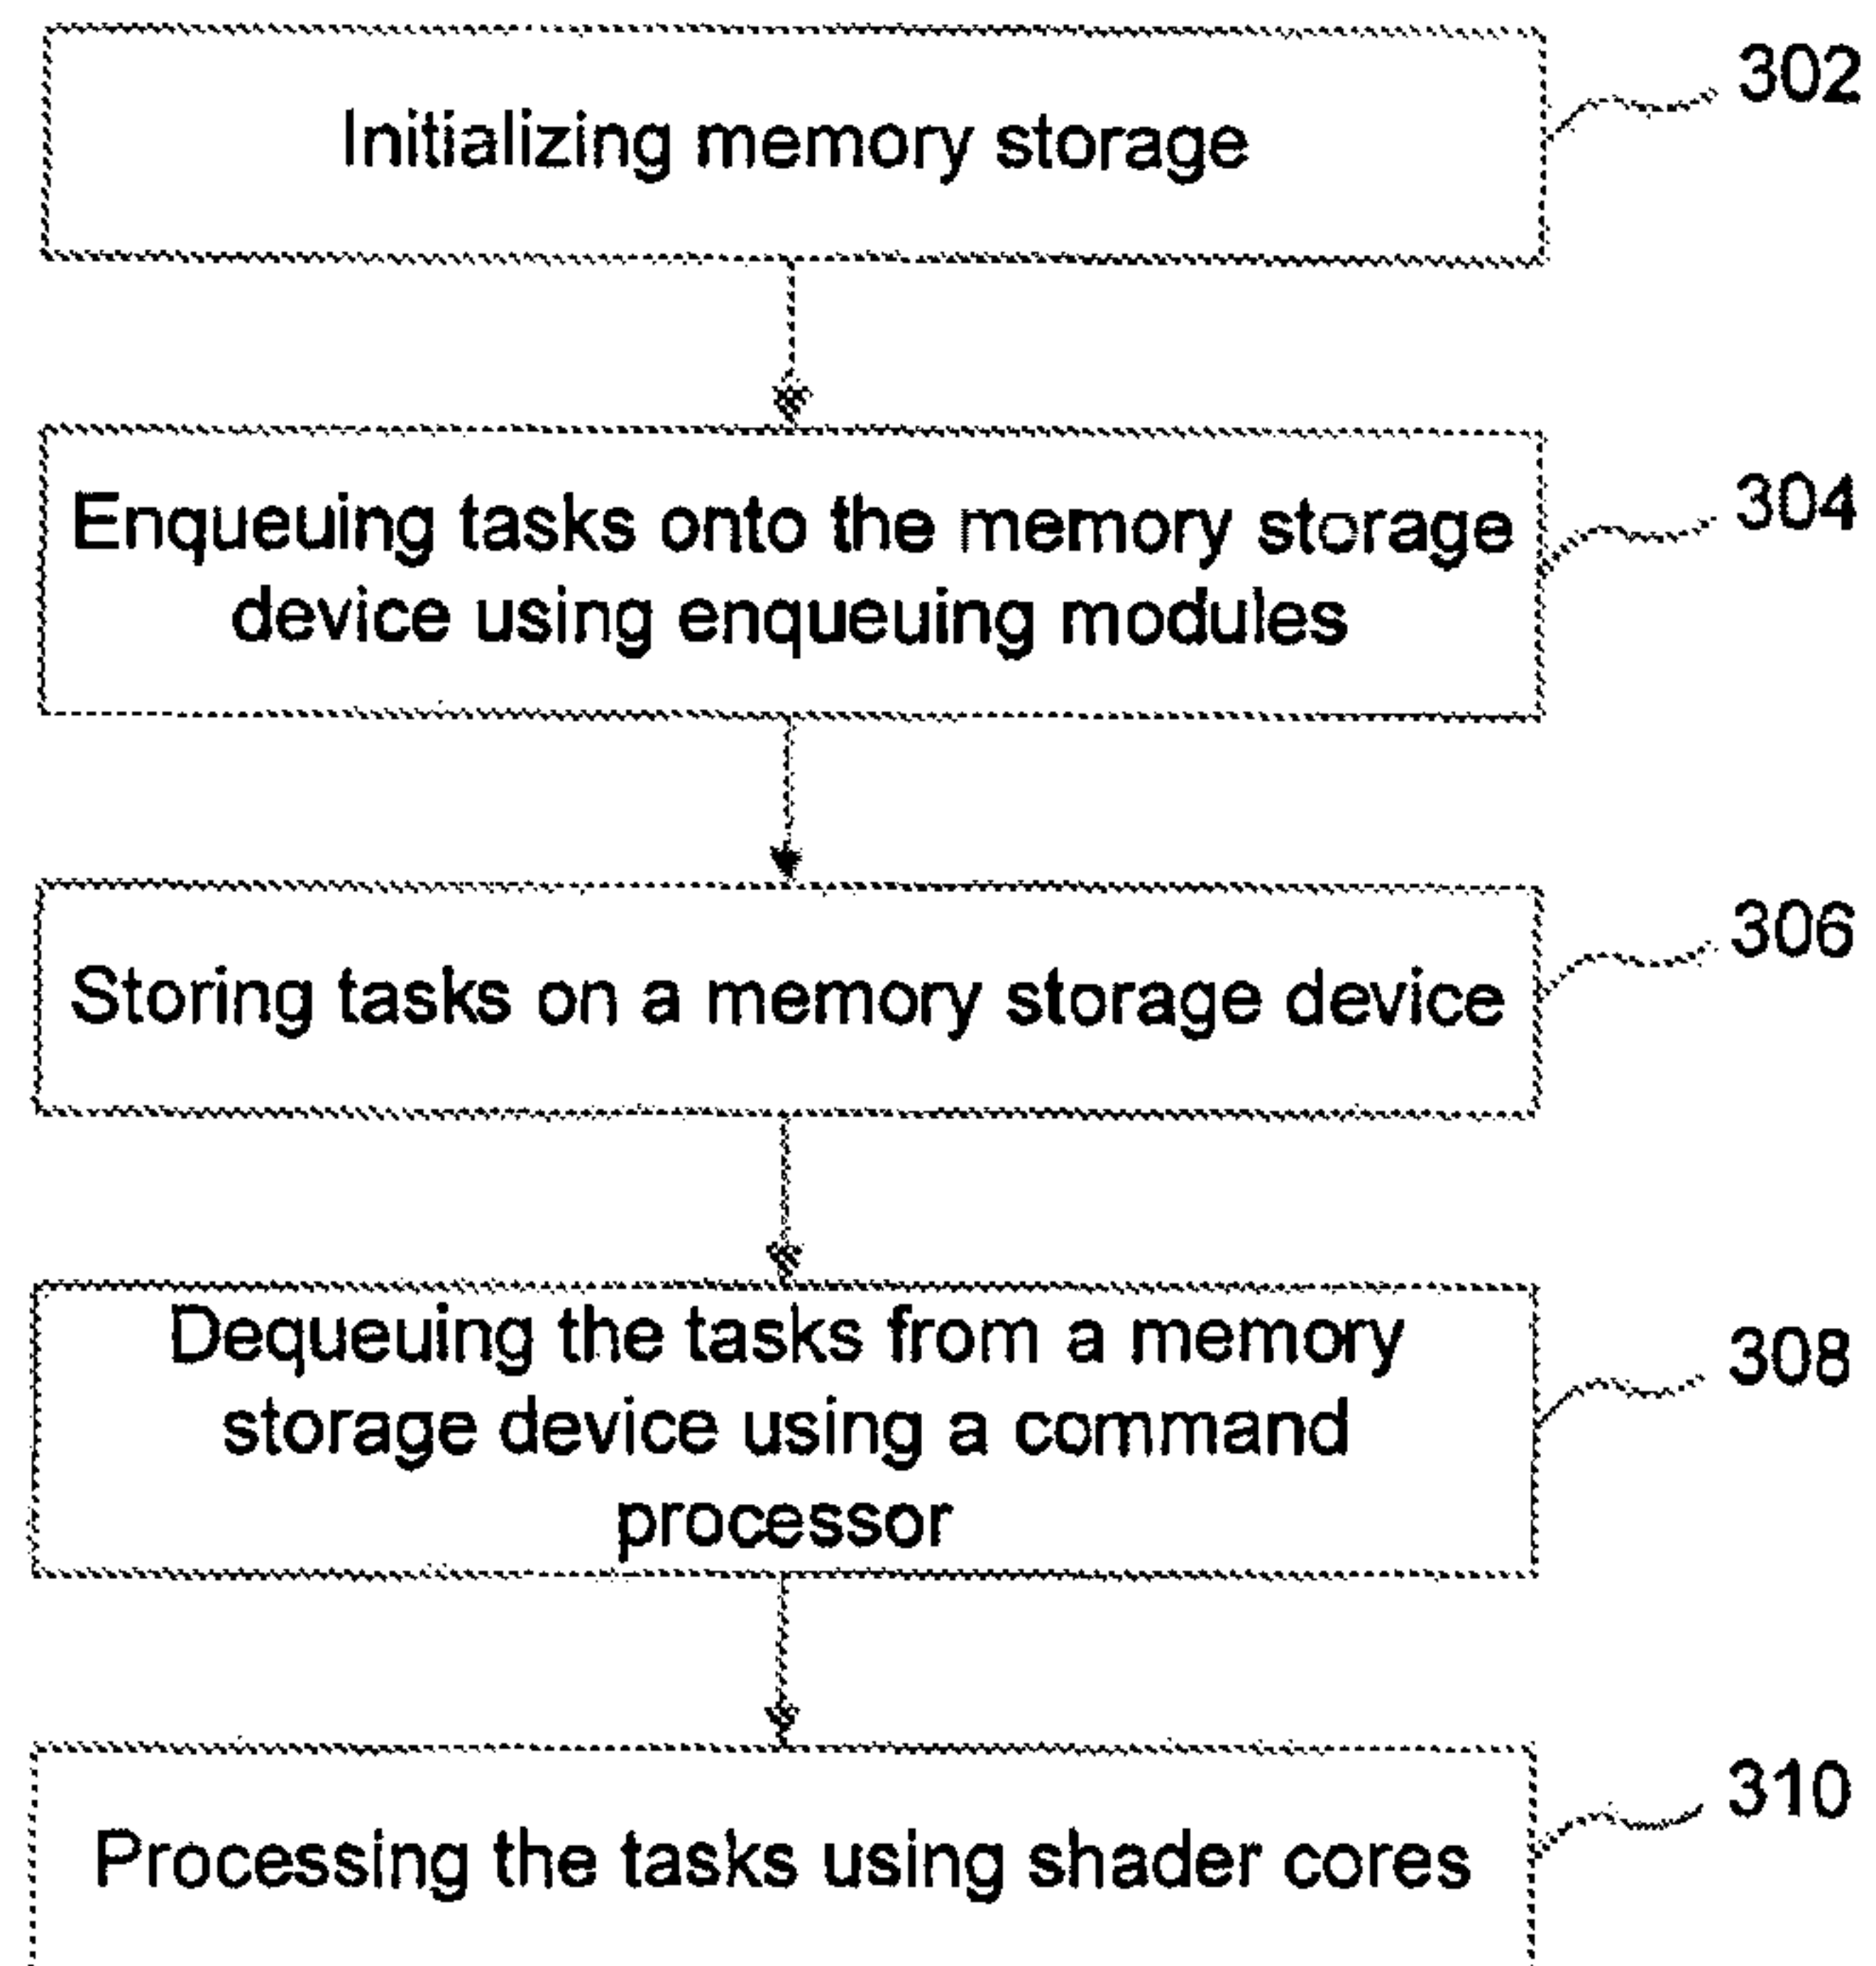 302
Initializing memory storage
304
Enqueuing tasks onto the memory storage
device using enqueuing modules
306
Storing tasks on a memory storage device
308
Dequeuing the tasks from a memory
storage device using a command
processor
310
Processing the tasks using shader cores